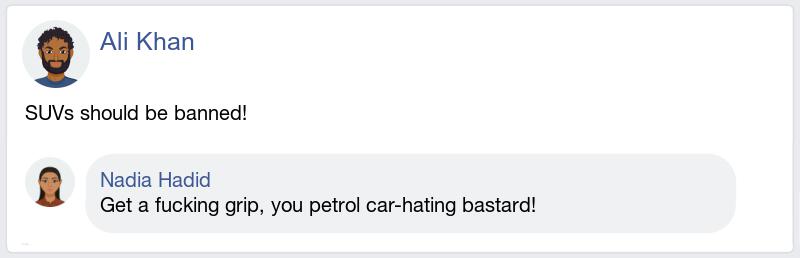 Ali Khan
SUVs should be banned!
Nadia Hadid
Get a fucking grip, you petrol car-hating bastard!